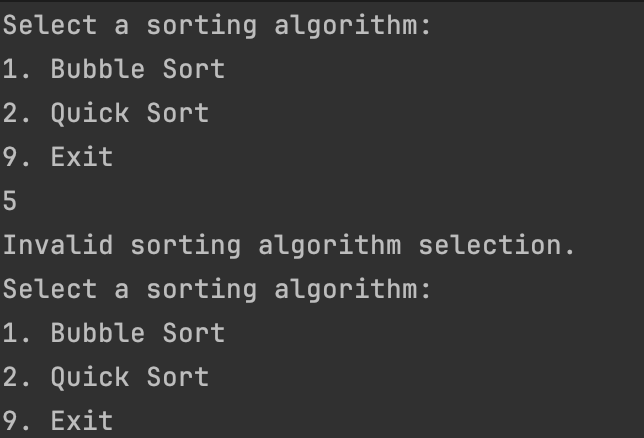 Select a sorting algorithm:
1. Bubble Sort
2. Quick Sort
9. Exit
5
Invalid sorting algorithm selection.
Select a sorting algorithm:
1. Bubble Sort
2. Quick Sort
9. Exit